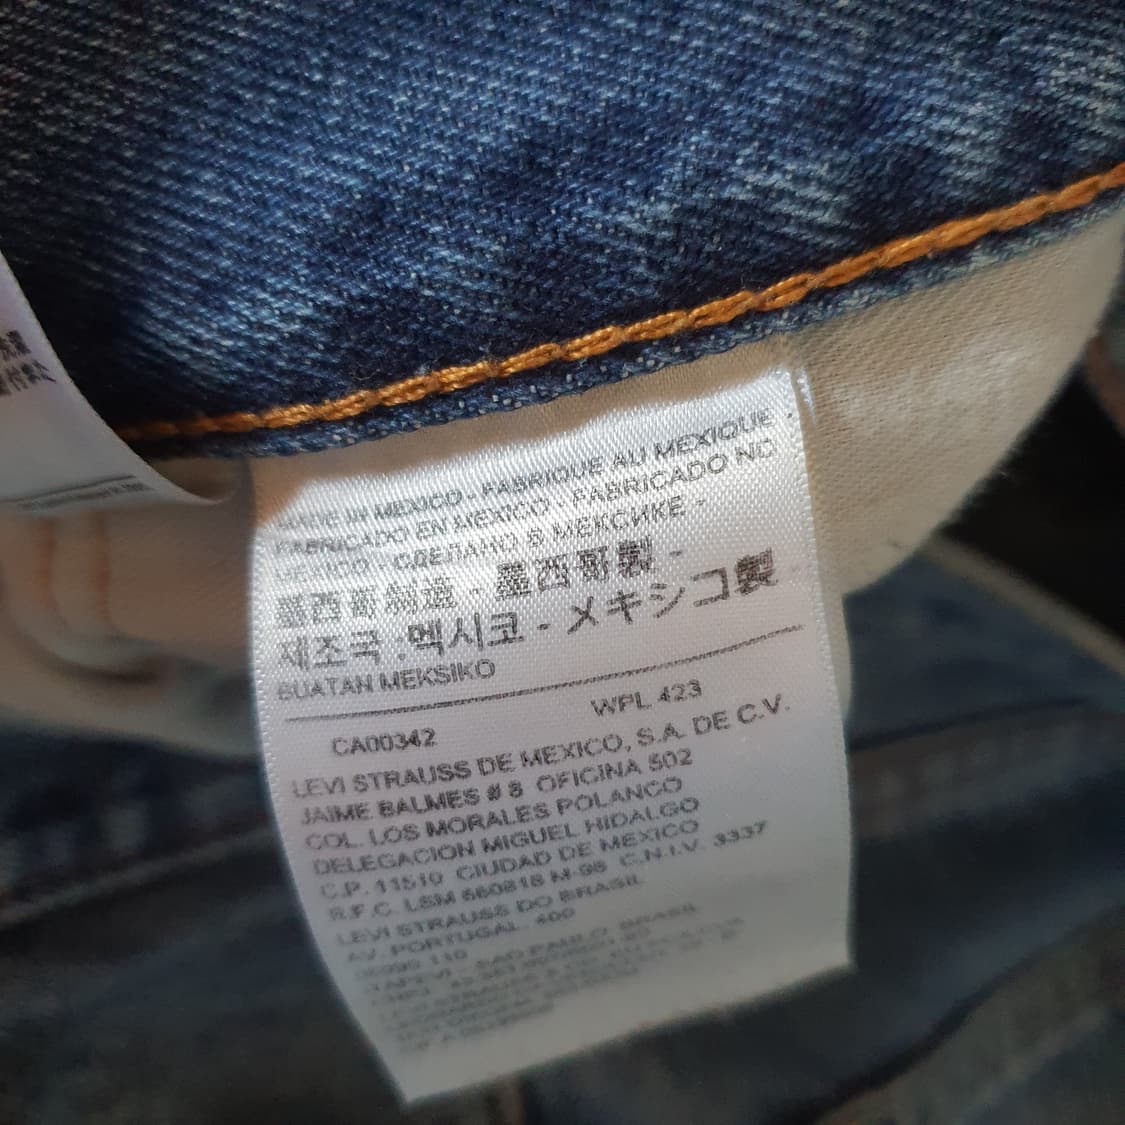 MADE IN MEXICO - FABRIQUE AU MEXIQUE -
FABRICADO EN MEXICO - FABRICADO NO
MEXICO - СДЕЛАНО В МЕКСИКЕ -
墨西哥制造 - 墨西哥製 -
제조국 :멕시코 - メキシコ製
BUATAN MEKSIKO
WPL 423
CA00342
LEVI STRAUSS DE MEXICO, S.A. DE C.V.
JAIME BALMES # 8 OFICINA 502
COL. LOS MORALES POLANCO
DELEGACION MIGUEL HIDALGO
C.P. 11510 CIUDAD DE MEXICO
R.F.C. LSM M-98 C.N.I.V. 3337
LEVI STRAUSS DO BRASIL
AV. PORTUGAL, 400
SAO PAULO, BRASIL